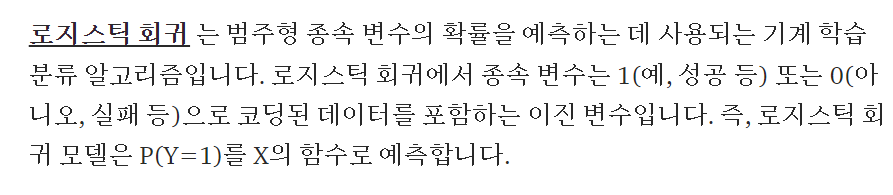 로지스틱 회귀 는 범주형 종속 변수의 확률을 예측하는 데 사용되는 기계 학습
분류 알고리즘입니다. 로지스틱 회귀에서 종속 변수는 1(예, 성공 등) 또는 0(아
니오, 실패 등)으로 코딩된 데이터를 포함하는 이진 변수입니다. 즉, 로지스틱 회
귀 모델은 P(Y=1)를 X의 함수로 예측합니다.